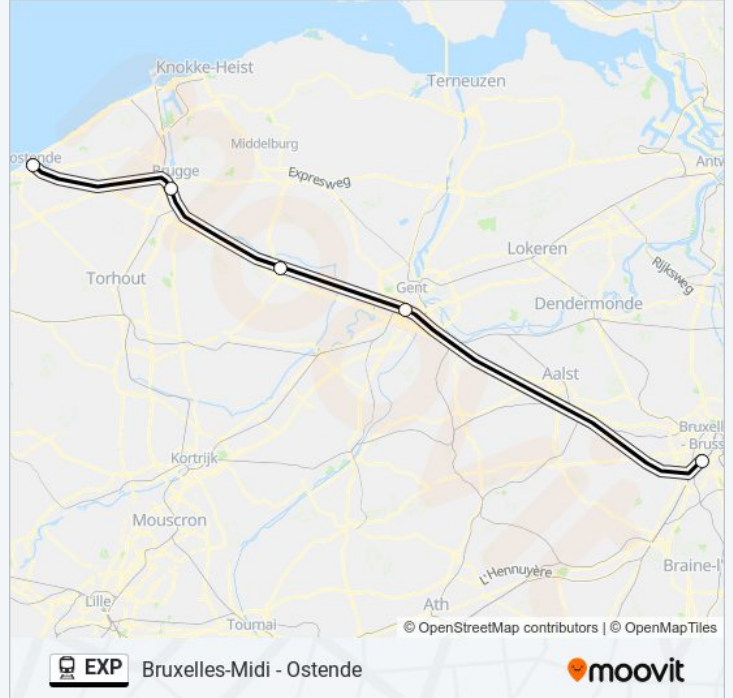 Knokke-Heist
Terneuzen
ostende
Brugge
Middelburg
Expresweg
Antw
Torhout
Gent
Lokeren
Rijksweg
Dendermonde
Aalst
Bruxell
- Bruss
Kortrijk
Mouscron
L'Hennuyère
Braine-l'
Lille
Tournai
Ath
© OpenStreetMap contributors | © OpenMapTiles
EXP Bruxelles-Midi - Ostende
moovit